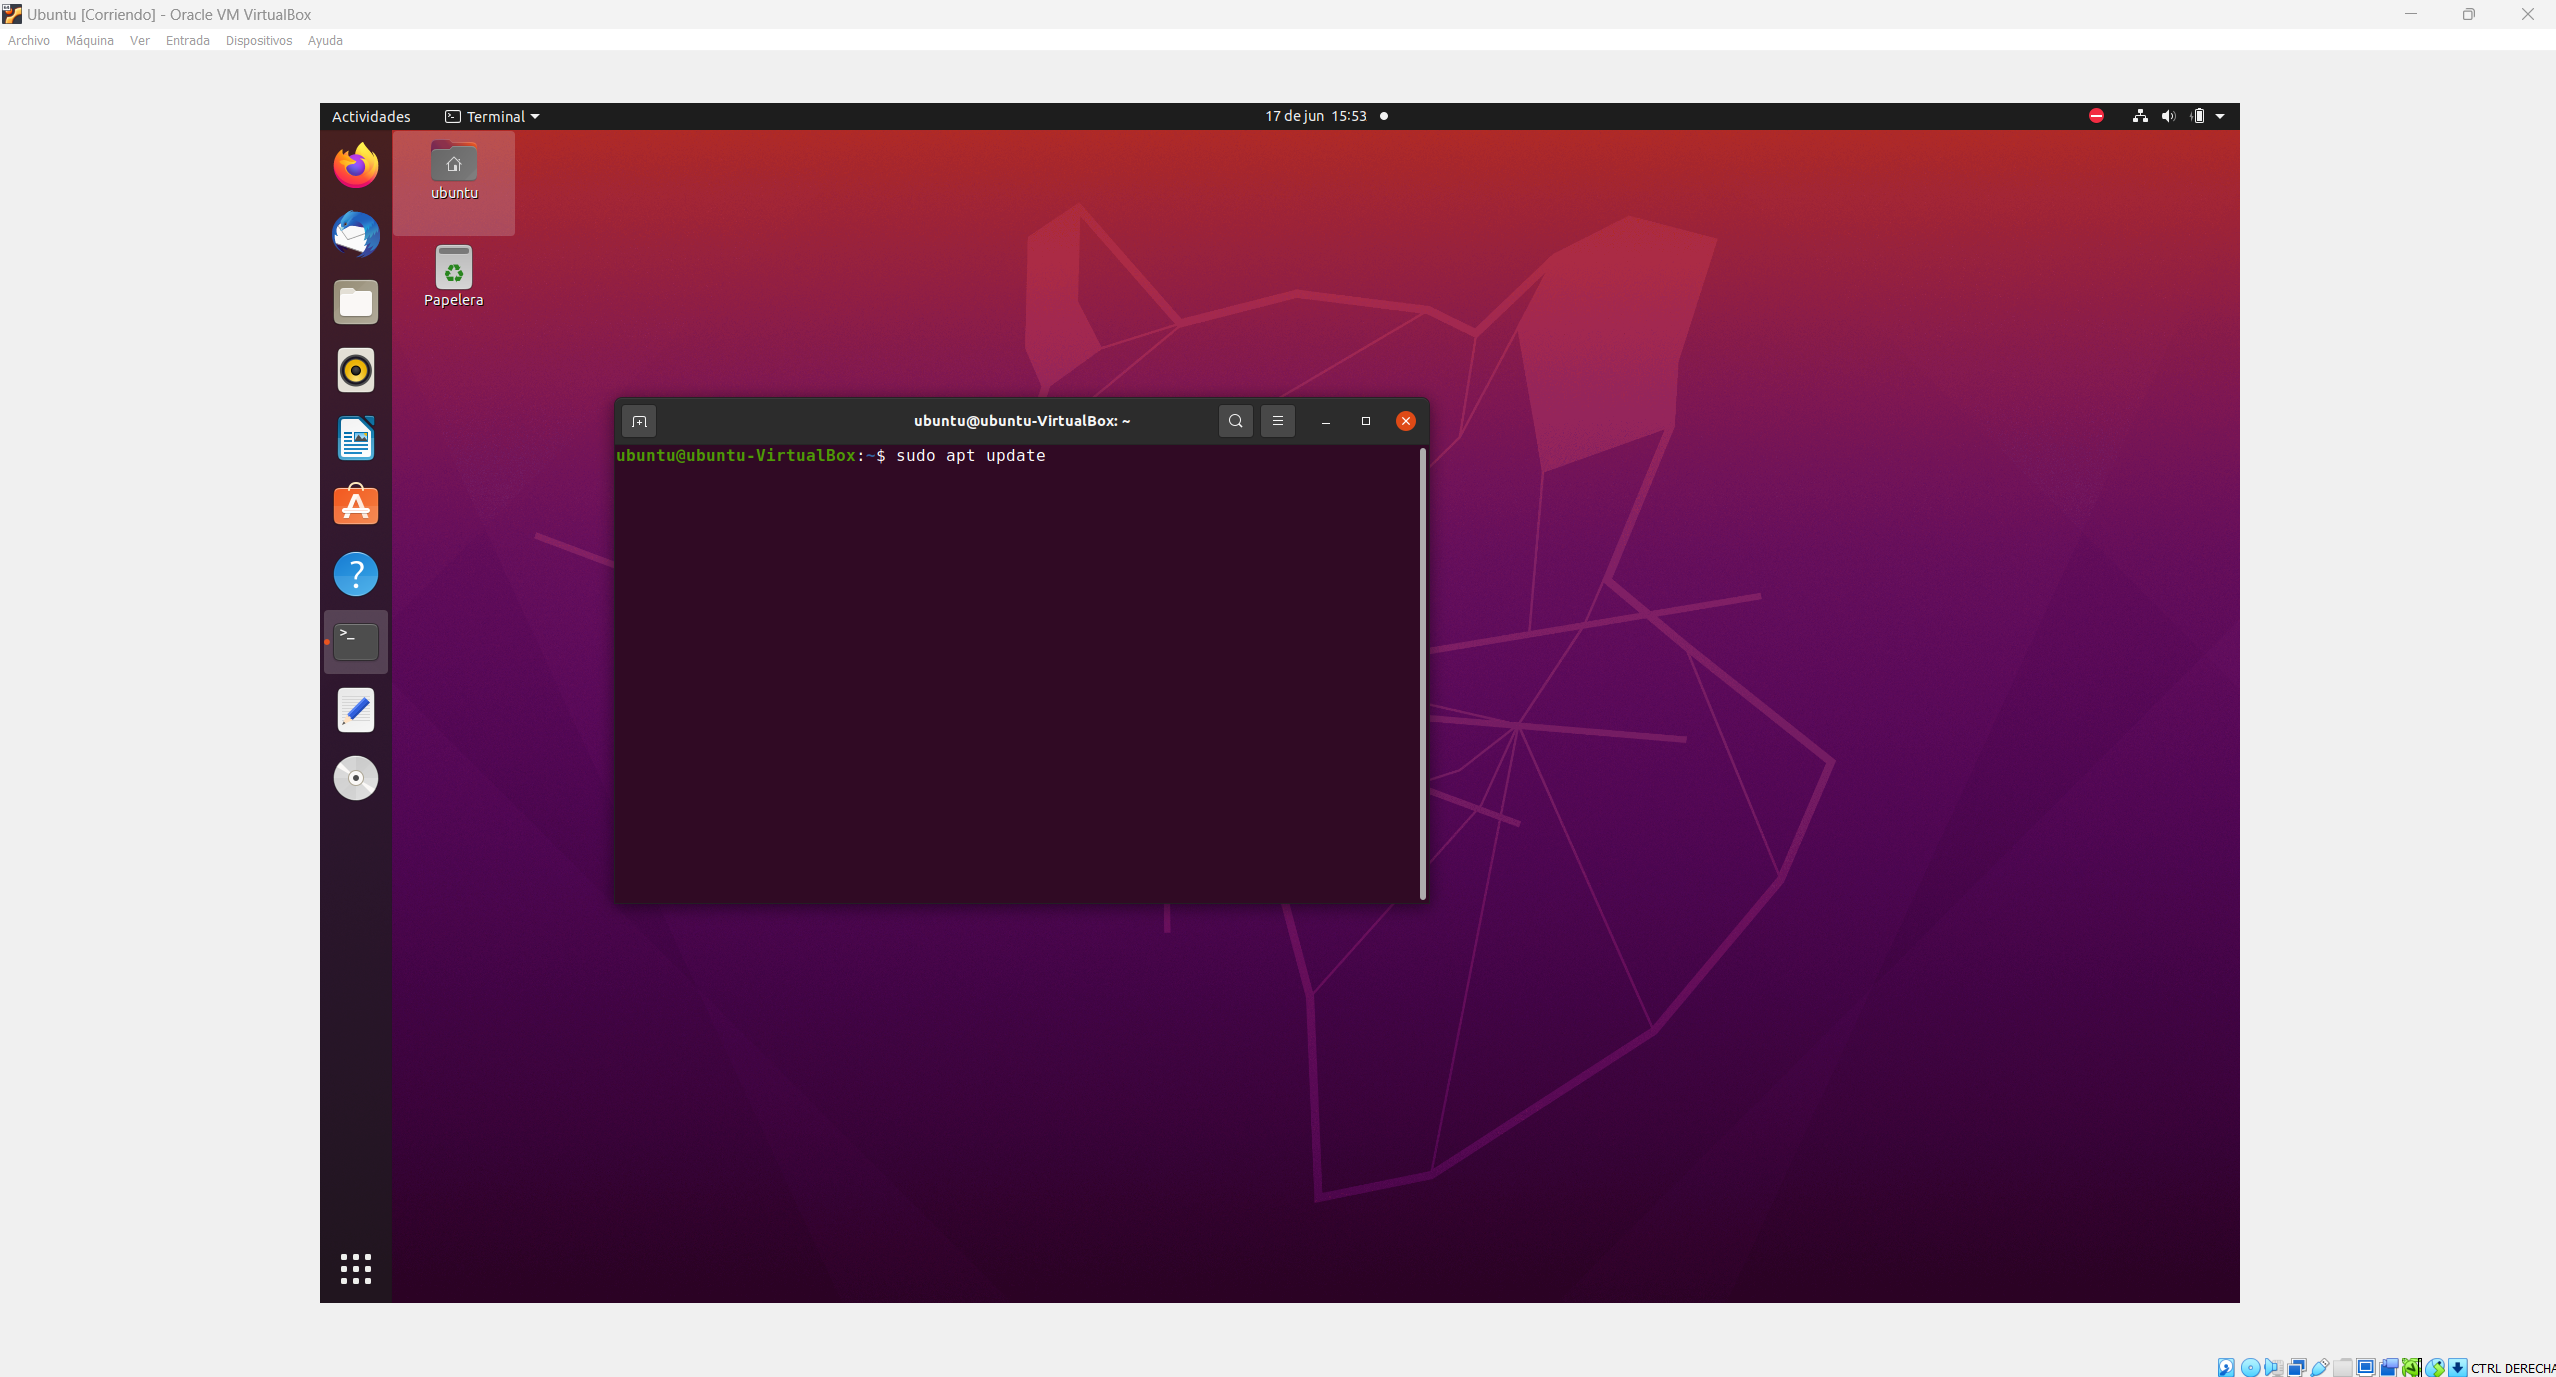 Ubuntu [Corriendo] - Oracle VM VirtualBox
Archivo Máquina Ver Entrada Dispositivos Ayuda
Actividades Terminal 17 de jun 15:53
ubuntu
Papelera
ubuntu@ubuntu-VirtualBox: ~
ubuntu@ubuntu-VirtualBox:~$ sudo apt update
CTRL DERECHA